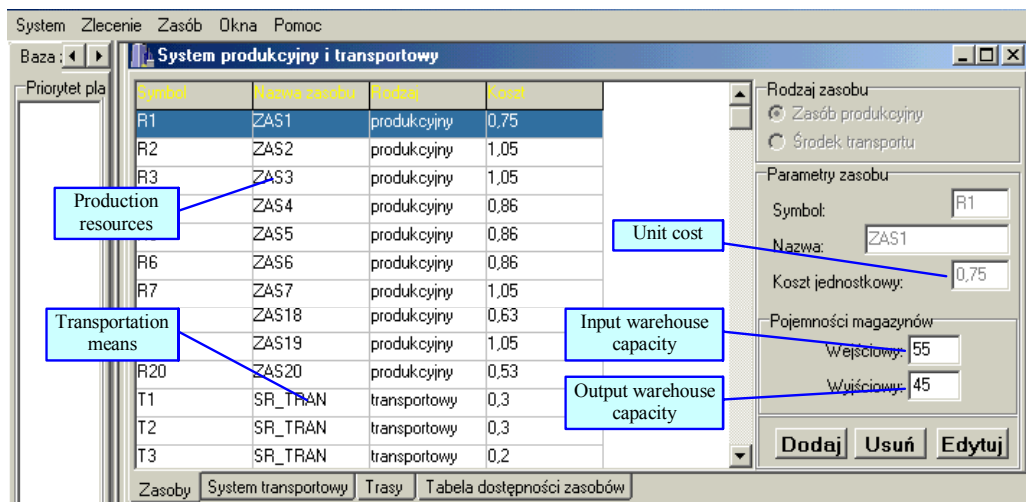 System Zlecenie Zasób Okna Pomoc
Baza :
System produkcyjny i transportowy
Priorytet pla
Symbol Nazwa zasobu Rodzaj Koszt
R1 ZAS1 produkcyjny 0,75
R2 ZAS2 produkcyjny 1,05
R3 ZAS3 produkcyjny 1,05
ZAS4 produkcyjny 0,86
ZAS5 produkcyjny 0,86
R6 ZAS6 produkcyjny 0,86
R7 ZAS7 produkcyjny 1,05
ZAS18 produkcyjny 0,63
ZAS19 produkcyjny 1,05
R20 ZAS20 produkcyjny 0,53
T1 SR_TRAN transportowy 0,3
T2 SR_TRAN transportowy 0,3
T3 SR_TRAN transportowy 0,2
Production
resources
Transportation
means
Rodzaj zasobu
Zasób produkcyjny
Środek transportu
Parametry zasobu
Symbol: R1
Nazwa: ZAS1
Koszt jednostkowy: 0,75
Unit cost
Pojemności magazynów
Wejściowy: 55
Wyjściowy: 45
Input warehouse
capacity
Output warehouse
capacity
Dodaj Usuń Edytuj
Zasoby System transportowy Trasy Tabela dostępności zasobów